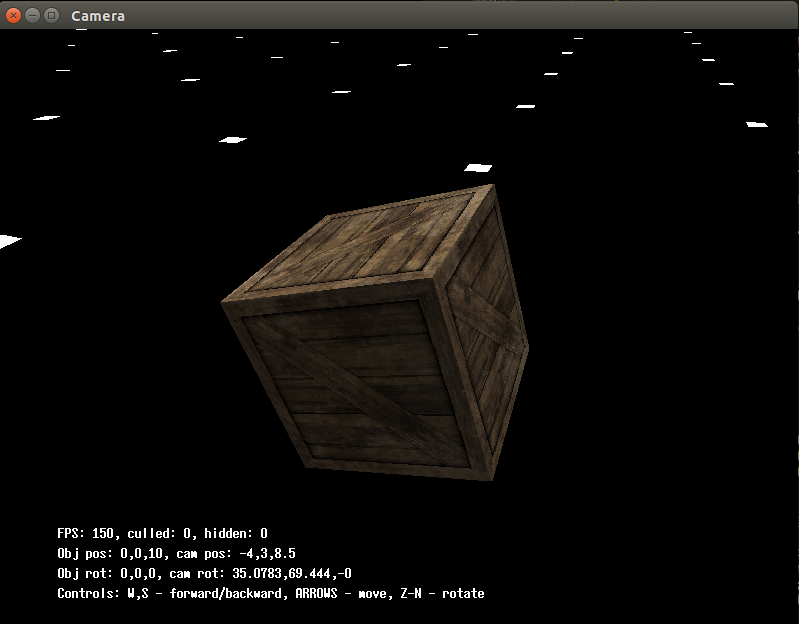 Camera
FPS: 150, culled: 0, hidden: 0
Obj pos: 0,0,10, cam pos: -4,3,8.5
Obj rot: 0,0,0, cam rot: 35.0783,69.444,-0
Controls: W,S - forward/backward, ARROWS - move, Z-N - rotate